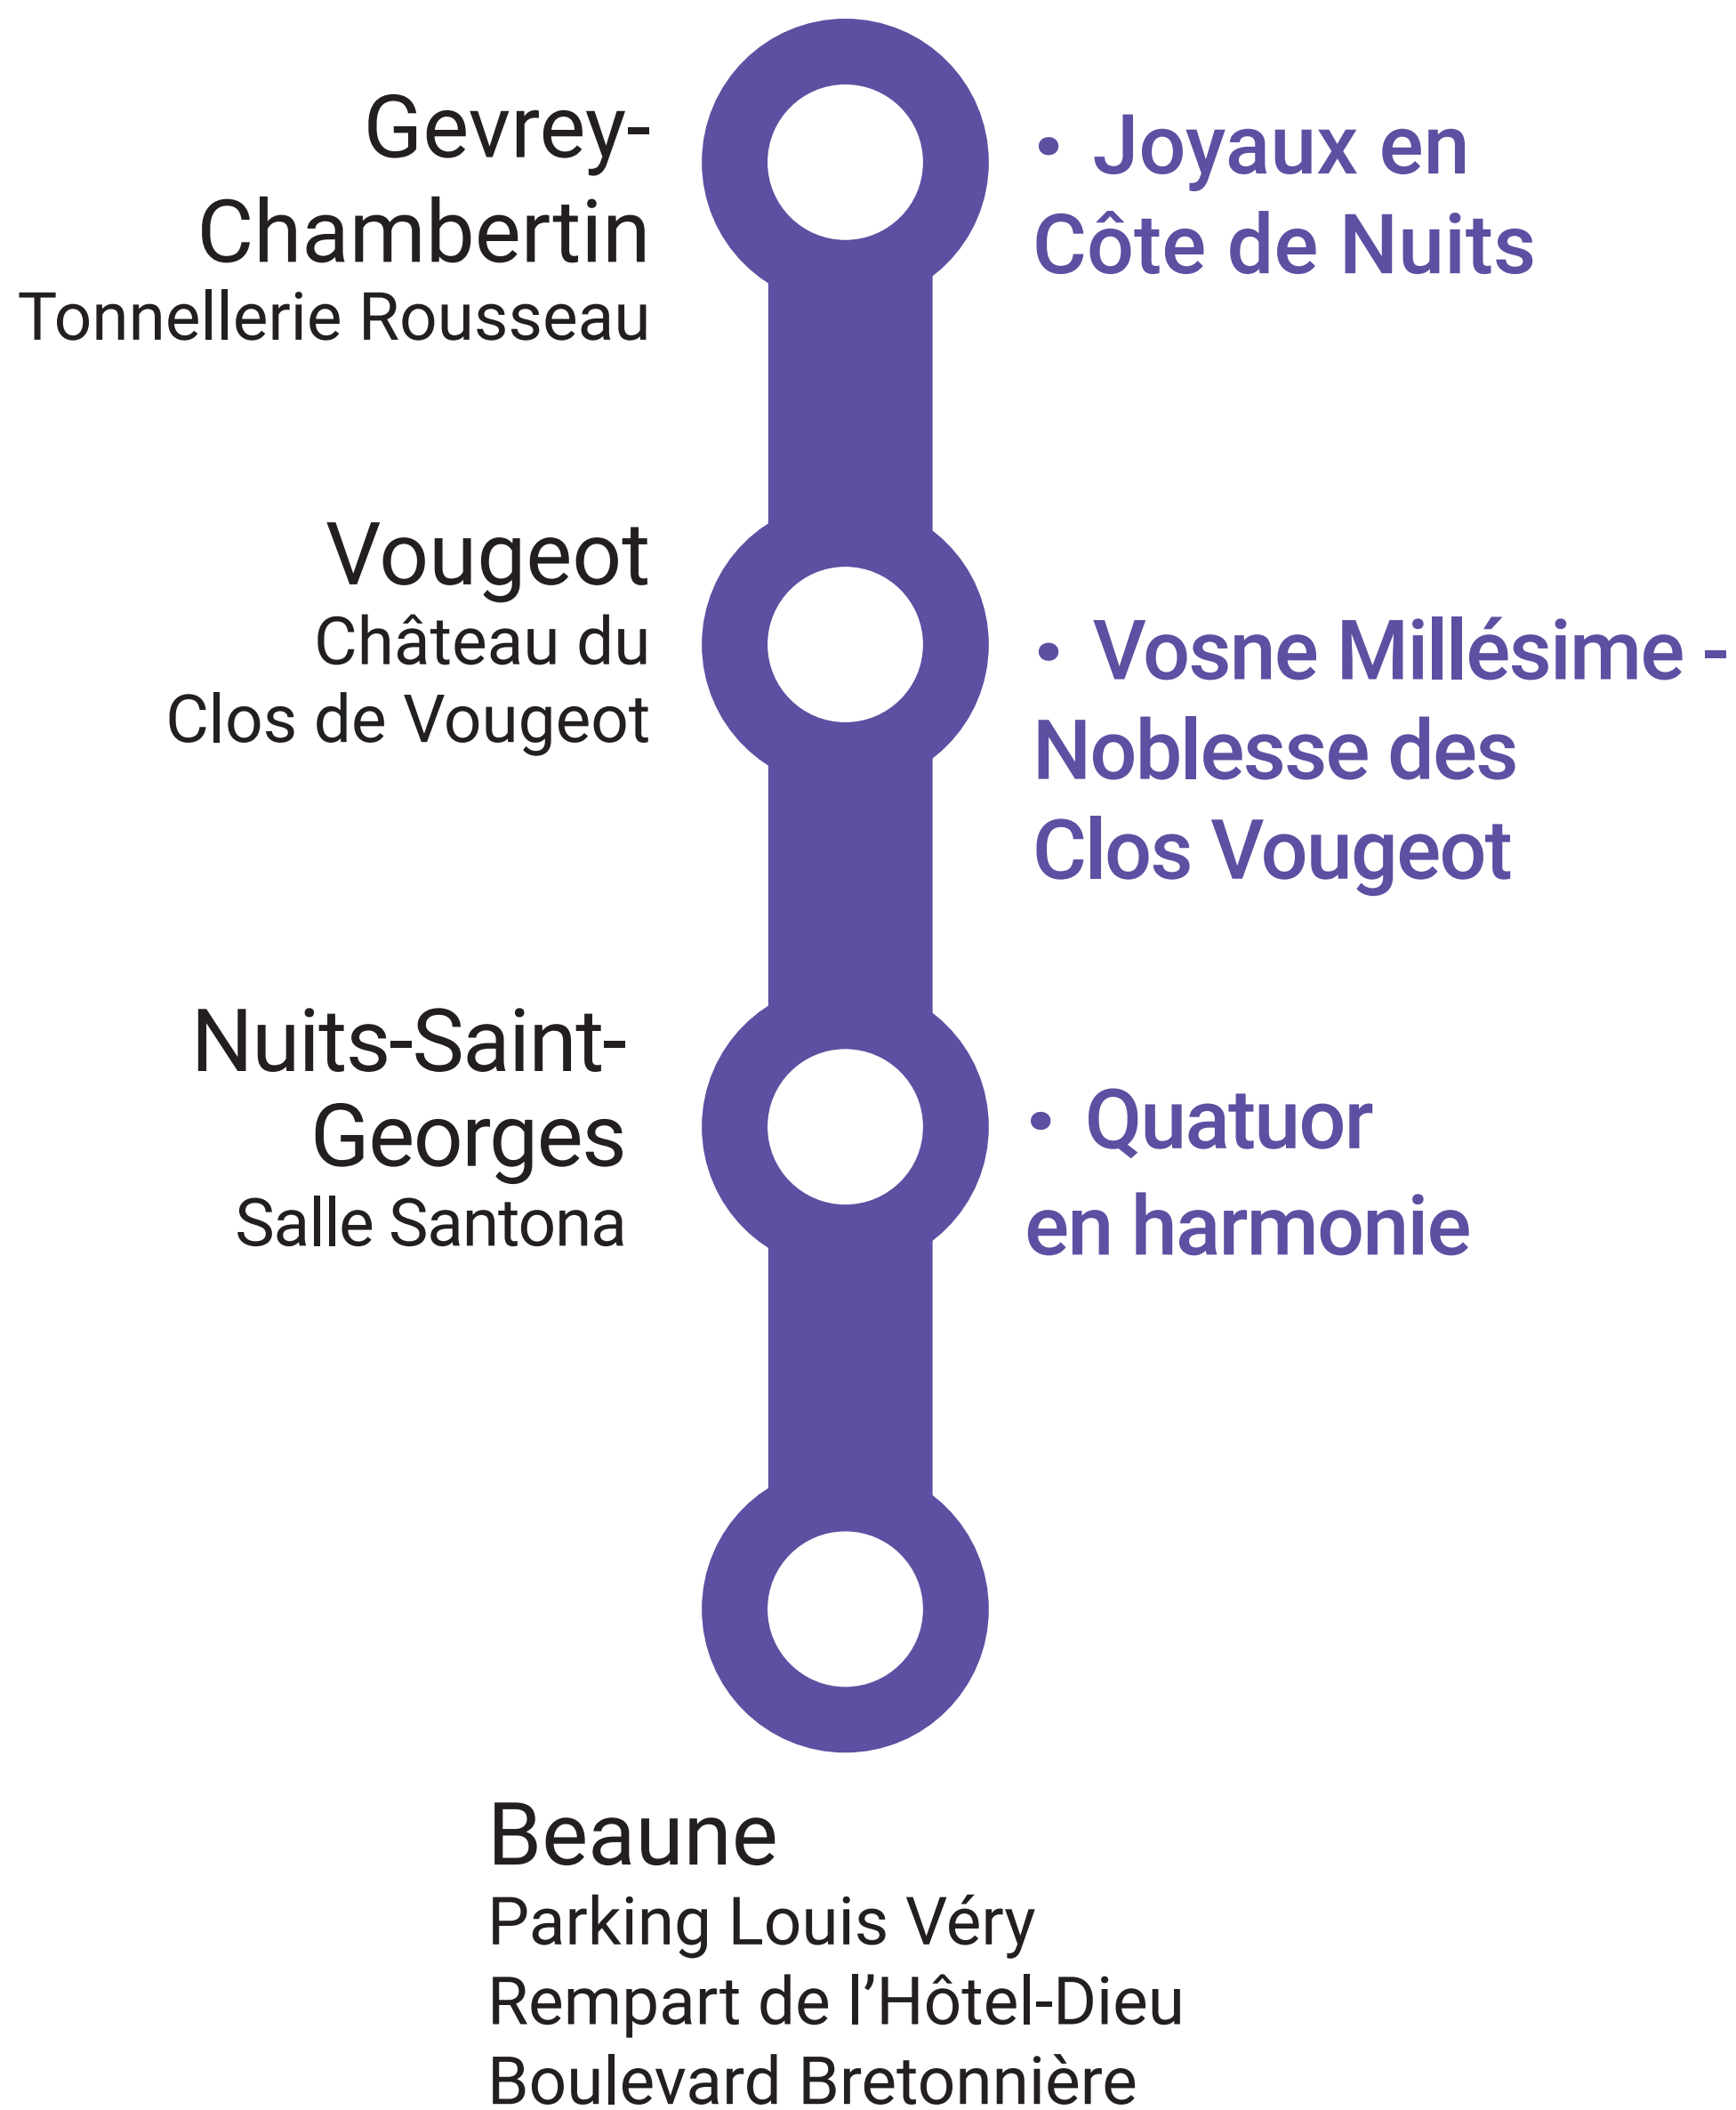 Gevrey-
Chambertin
Tonnellerie Rousseau
• Joyaux en
Côte de Nuits
Vougeot
Château du
Clos de Vougeot
• Vosne Millésime -
Noblesse des
Clos Vougeot
Nuits-Saint-
Georges
Salle Santona
• Quatuor
en harmonie
Beaune
Parking Louis Véry
Rempart de l’Hôtel-Dieu
Boulevard Bretonnière